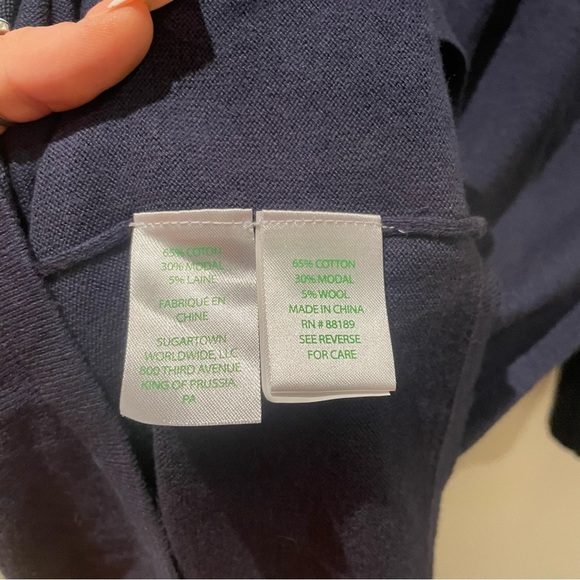 65% COTON
30% MODAL
5% LAINE
FABRIQUÉ EN
CHINE
SUGARTOWN
WORLDWIDE, LLC
800 THIRD AVENUE
KING OF PRUSSIA,
PA
65% COTTON
30% MODAL
5% WOOL
MADE IN CHINA
RN # 88189
SEE REVERSE
FOR CARE